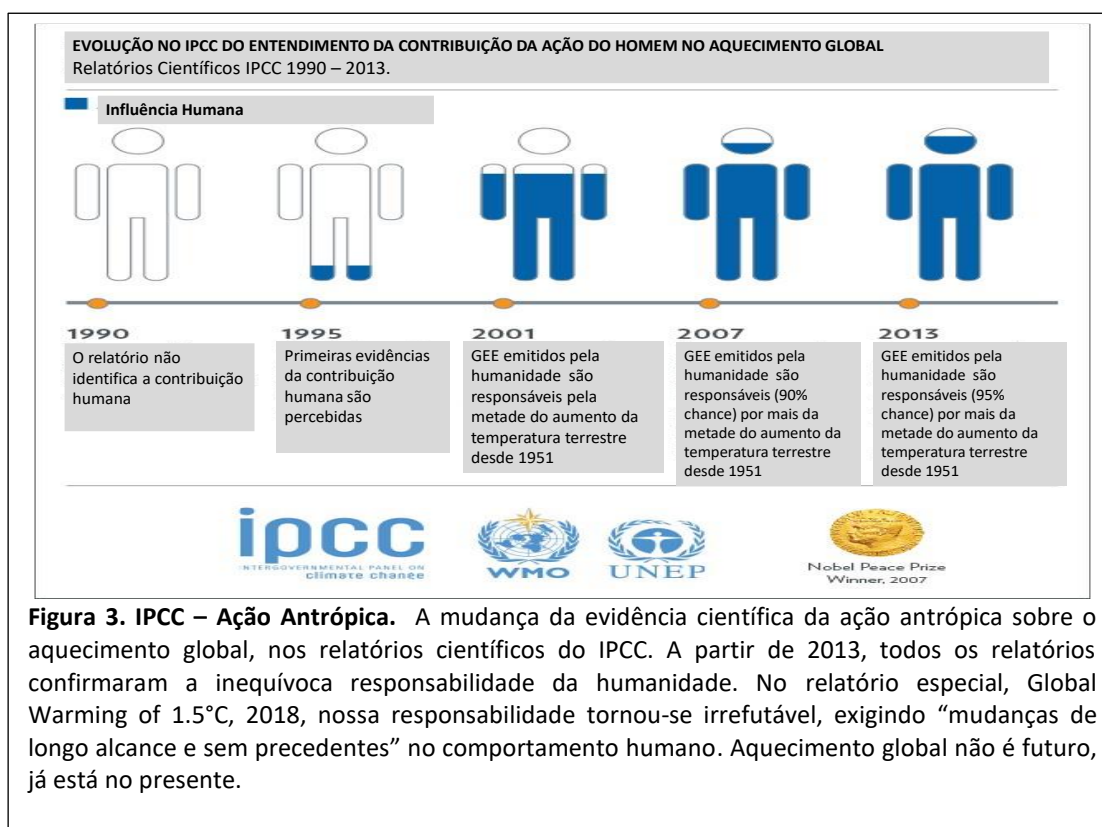 EVOLUÇÃO NO IPCC DO ENTENDIMENTO DA CONTRIBUIÇÃO DA AÇÃO DO HOMEM NO AQUECIMENTO GLOBAL
Relatórios Científicos IPCC 1990 – 2013.
Influência Humana
1990
O relatório não
identifica a contribuição
humana
1995
Primeiras evidências
da contribuição
humana são
percebidas
2001
GEE emitidos pela
humanidade são
responsáveis pela
metade do aumento da
temperatura terrestre
desde 1951
2007
GEE emitidos pela
humanidade são
responsáveis (90%
chance) por mais da
metade do aumento da
temperatura terrestre
desde 1951
2013
GEE emitidos pela
humanidade são
responsáveis (95%
chance) por mais da
metade do aumento da
temperatura terrestre
desde 1951
ipcc
INTERGOVERNMENTAL PANEL ON
climate change
WMO
UNEP
Nobel Peace Prize
Winner, 2007
Figura 3. IPCC – Ação Antrópica. A mudança da evidência científica da ação antrópica sobre o
aquecimento global, nos relatórios científicos do IPCC. A partir de 2013, todos os relatórios
confirmaram a inequívoca responsabilidade da humanidade. No relatório especial, Global
Warming of 1.5°C, 2018, nossa responsabilidade tornou-se irrefutável, exigindo “mudanças de
longo alcance e sem precedentes” no comportamento humano. Aquecimento global não é futuro,
já está no presente.